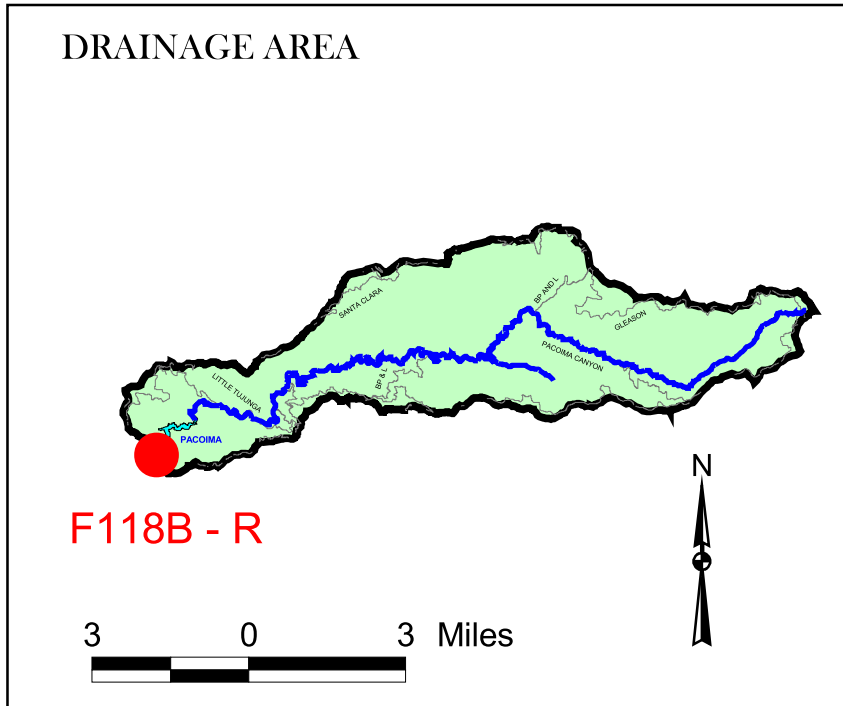 DRAINAGE AREA
SANTA CLARA
BP AND L
GLEASON
PACOIMA CANYON
BP & L
LITTLE TUJUNGA
PACOIMA
F118B - R
N
3 0 3 Miles